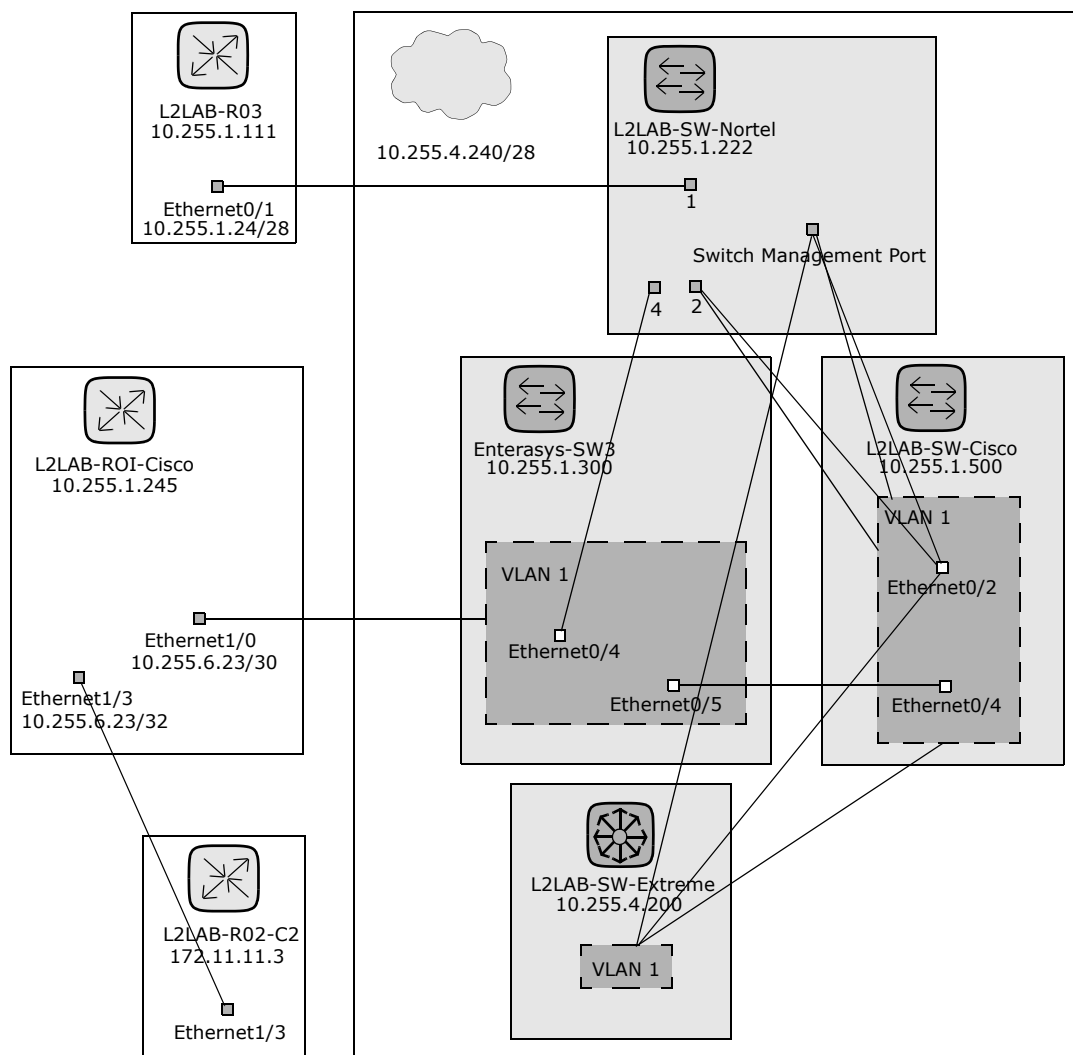 L2LAB-R03
10.255.1.111
Ethernet0/1
10.255.1.24/28
10.255.4.240/28
L2LAB-SW-Nortel
10.255.1.222
1
Switch Management Port
4
2
L2LAB-ROI-Cisco
10.255.1.245
Ethernet1/0
10.255.6.23/30
Ethernet1/3
10.255.6.23/32
Enterasys-SW3
10.255.1.300
VLAN 1
Ethernet0/4
Ethernet0/5
L2LAB-SW-Cisco
10.255.1.500
VLAN 1
Ethernet0/2
Ethernet0/4
L2LAB-SW-Extreme
10.255.4.200
VLAN 1
L2LAB-R02-C2
172.11.11.3
Ethernet1/3